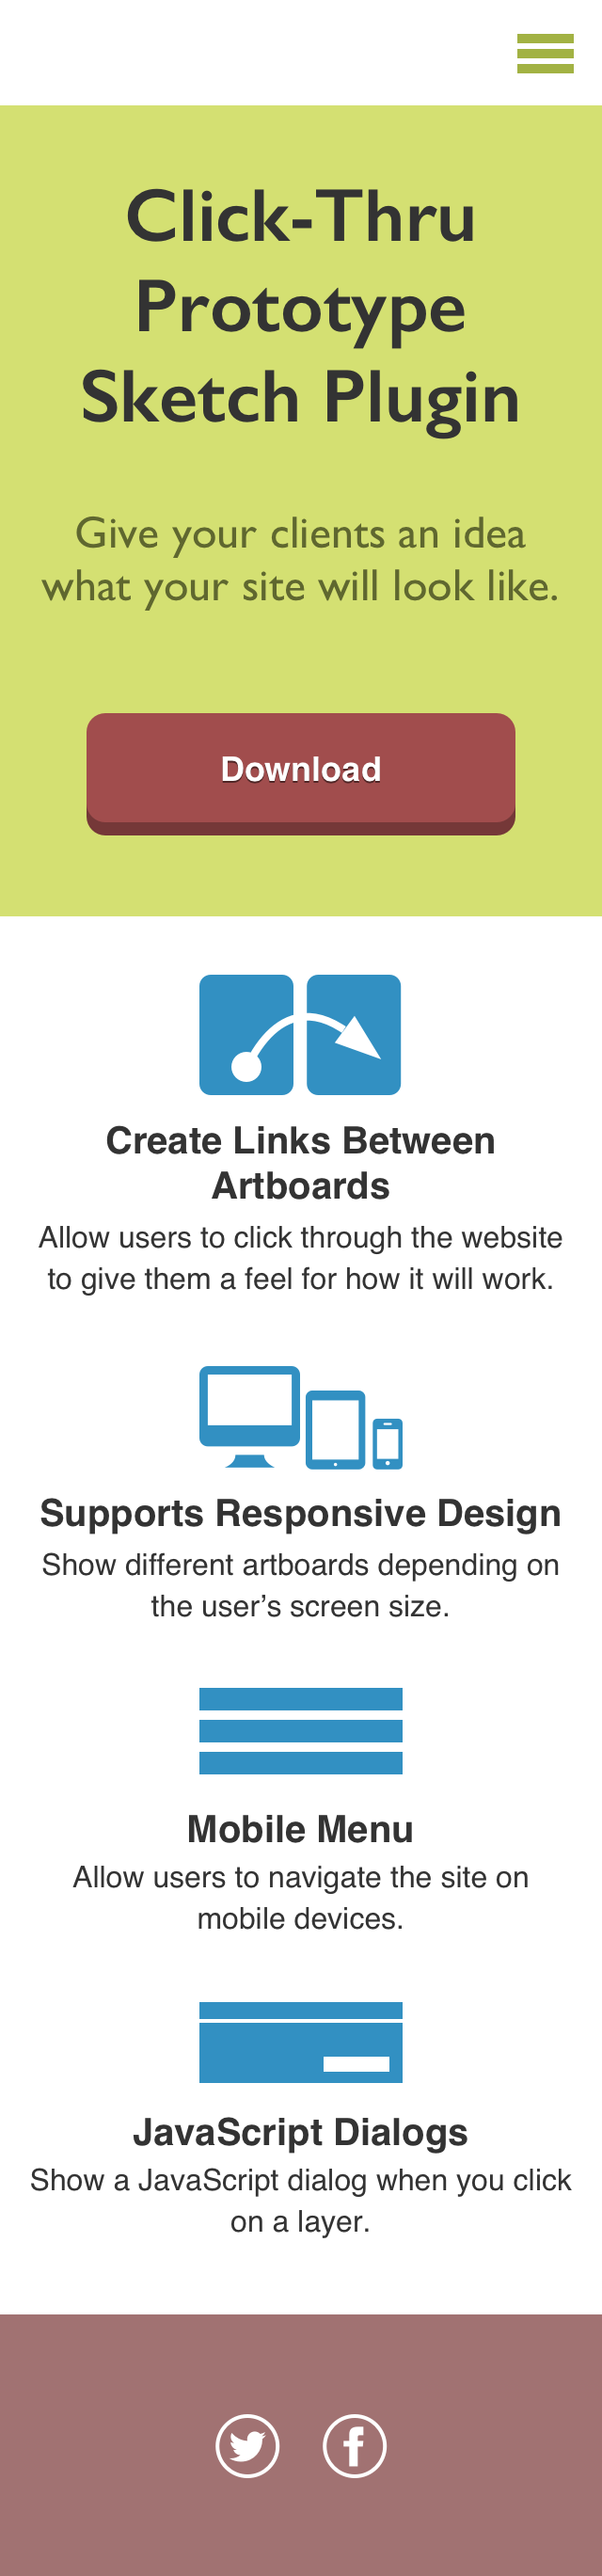 Click-Thru
Prototype
Sketch Plugin
Give your clients an idea
what your site will look like.
Download
Create Links Between
Artboards
Allow users to click through the website
to give them a feel for how it will work.
Supports Responsive Design
Show different artboards depending on
the user’s screen size.
Mobile Menu
Allow users to navigate the site on
mobile devices.
JavaScript Dialogs
Show a JavaScript dialog when you click
on a layer.